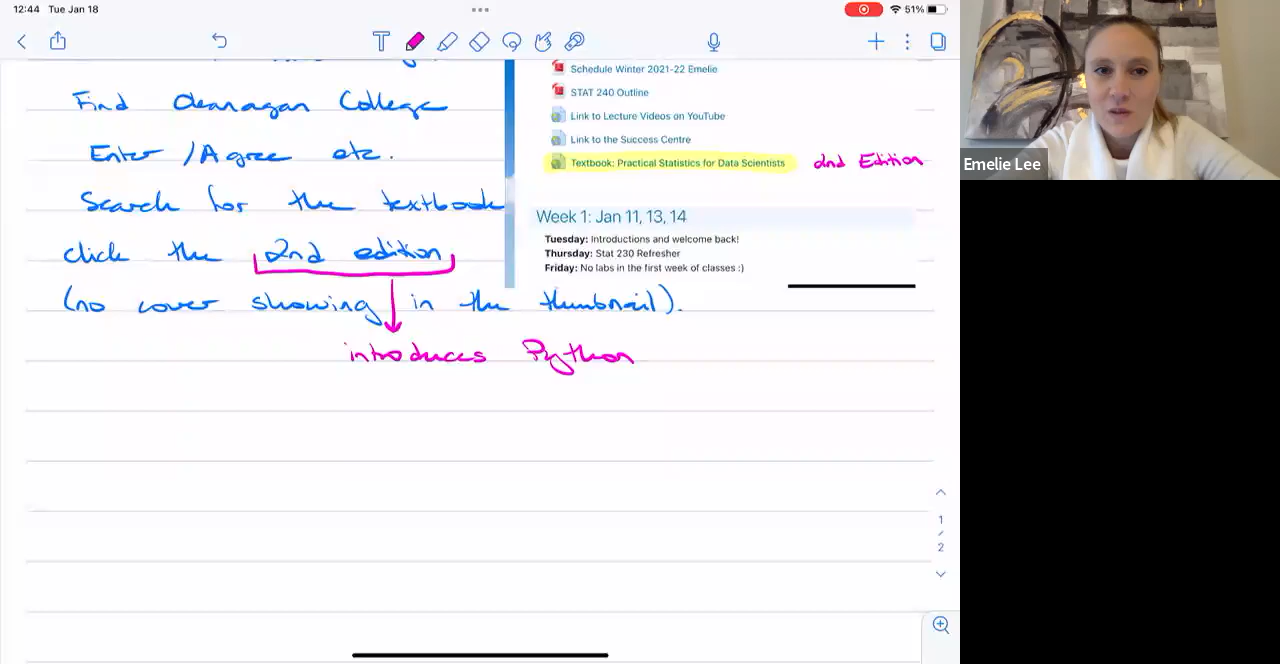 12:44 Tue Jan 18
51%
Find Okanagan College
Enter / Agree etc.
Search for the textbook
click the 2nd edition
(no cover showing in the thumbnail).
introduces Python
Schedule Winter 2021-22 Emelie
STAT 240 Outline
Link to Lecture Videos on YouTube
Link to the Success Centre
Textbook: Practical Statistics for Data Scientists 2nd Edition
Week 1: Jan 11, 13, 14
Tuesday: Introductions and welcome back!
Thursday: Stat 230 Refresher
Friday: No labs in the first week of classes :)
1
/
2
Emelie Lee